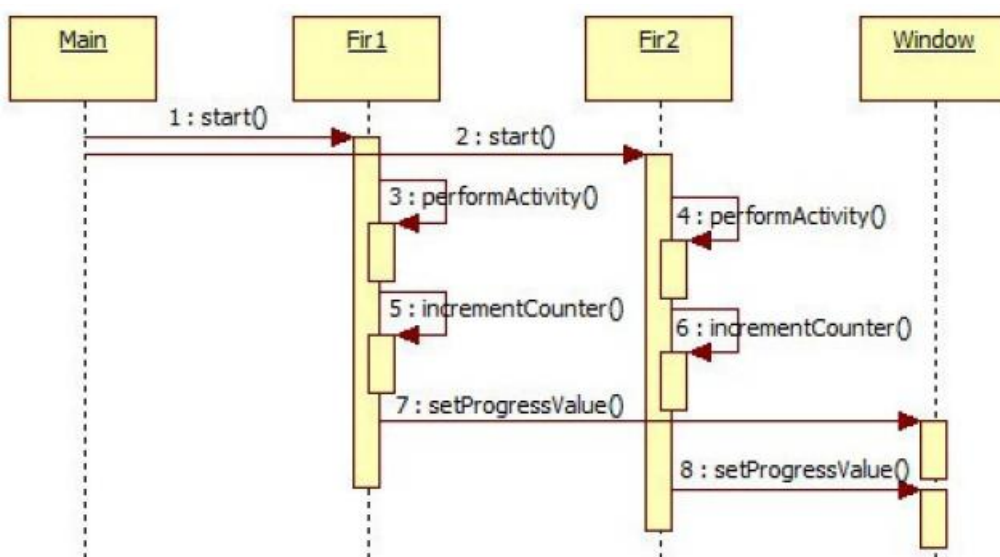 Main
Fir1
Fir2
Window
1 : start()
2 : start()
3 : performActivity()
4 : performActivity()
5 : incrementCounter()
6 : incrementCounter()
7 : setProgressValue()
8 : setProgressValue()